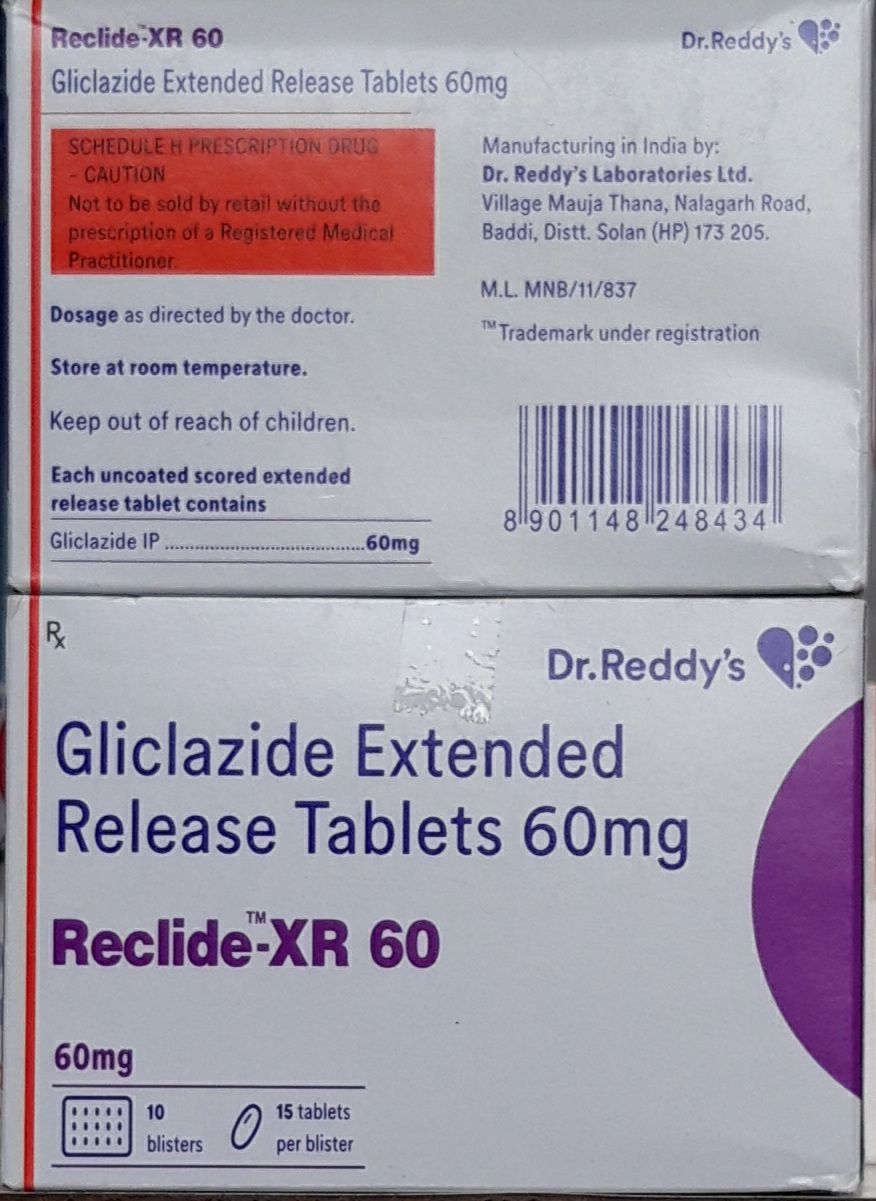 Reclide™-XR 60
Dr.Reddy's
Gliclazide Extended Release Tablets 60mg
SCHEDULE H PRESCRIPTION DRUG
- CAUTION
Not to be sold by retail without the
prescription of a Registered Medical
Practitioner.
Dosage as directed by the doctor.
Store at room temperature.
Keep out of reach of children.
Each uncoated scored extended
release tablet contains
Gliclazide IP ........................................60mg
Manufacturing in India by:
Dr. Reddy's Laboratories Ltd.
Village Mauja Thana, Nalagarh Road,
Baddi, Distt. Solan (HP) 173 205.
M.L. MNB/11/837
™Trademark under registration
8 901148 248434
Rx
Dr.Reddy's
Gliclazide Extended
Release Tablets 60mg
Reclide™-XR 60
60mg
10
blisters
15 tablets
per blister